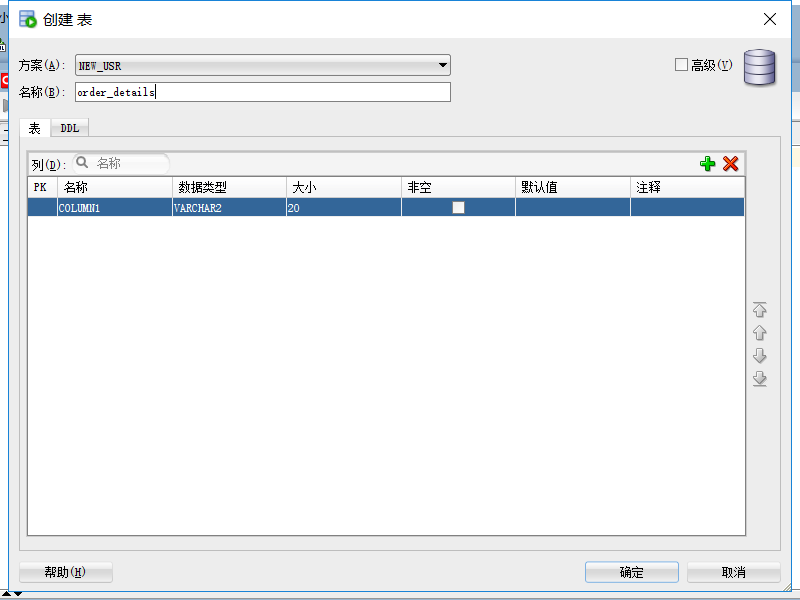 创建 表
方案(A): NEW_USR 高级(V)
名称(B): order_details
表 DDL
列(D): 名称
PK 名称 数据类型 大小 非空 默认值 注释
COLUMN1 VARCHAR2 20
帮助(H) 确定 取消